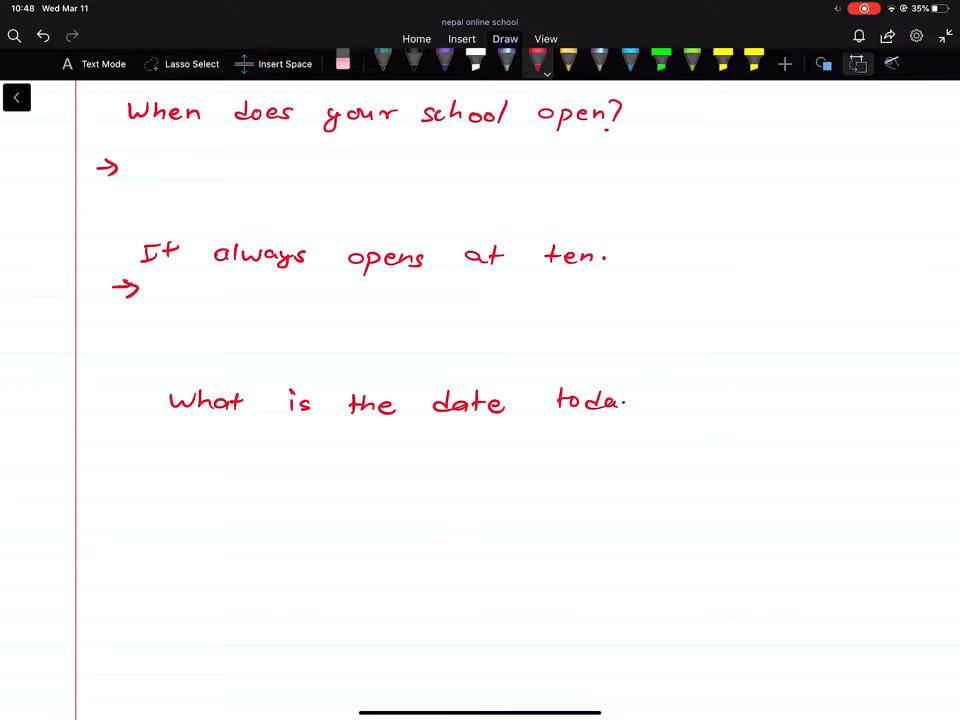 10:48 Wed Mar 11
35%
nepal online school
Home Insert Draw View
A Text Mode Lasso Select Insert Space
When does your school open?
→
It always opens at ten.
→
What is the date toda.